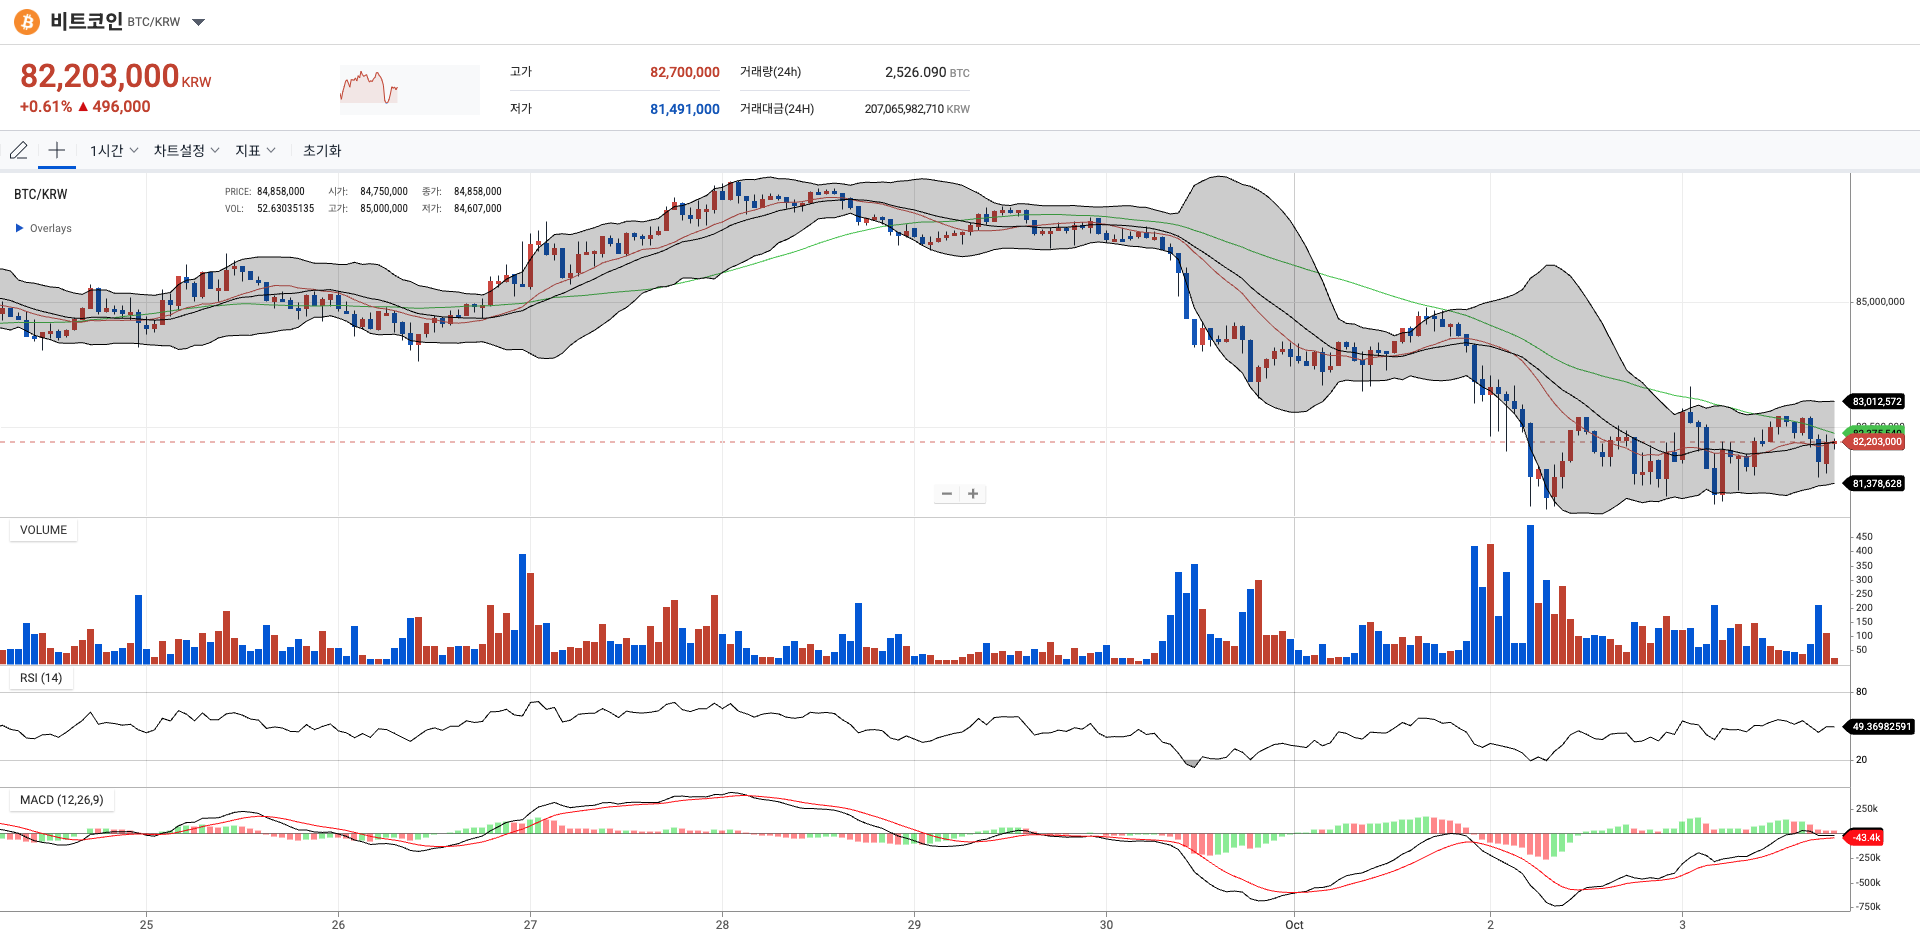 비트코인 BTC/KRW
82,203,000 KRW
+0.61% ▲ 496,000
고가 82,700,000 거래량(24h) 2,526.090 BTC
저가 81,491,000 거래대금(24H) 207,065,982,710 KRW
1시간 차트설정 지표 초기화
BTC/KRW
PRICE: 84,858,000 시가: 84,750,000 종가: 84,858,000
VOL: 52.63035135 고가: 85,000,000 저가: 84,607,000
Overlays
85,000,000
83,012,572
82,203,000
81,378,628
VOLUME
450
400
350
300
250
200
150
100
50
RSI (14)
80
49.36982591
20
MACD (12,26,9)
250k
-43.4k
-250k
-500k
-750k
25 26 27 28 29 30 Oct 2 3